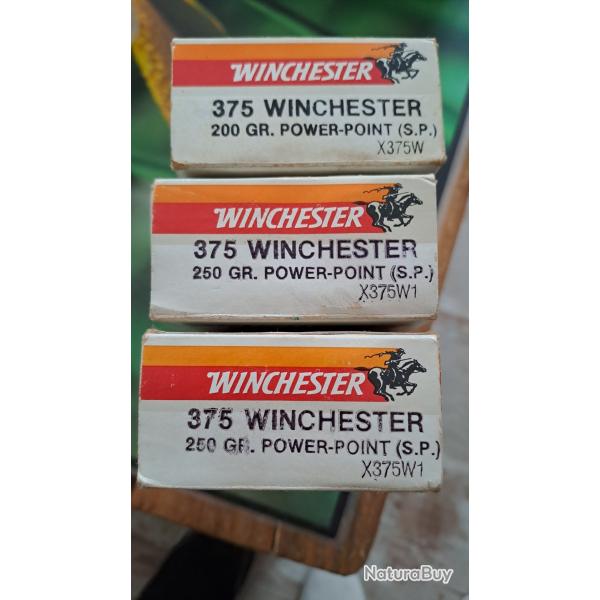 WINCHESTER
375 WINCHESTER
200 GR. POWER-POINT (S.P.)
X375W
WINCHESTER
375 WINCHESTER
250 GR. POWER-POINT (S.P.)
X375W1
WINCHESTER
375 WINCHESTER
250 GR. POWER-POINT (S.P.)
X375W1
NaturaBuy